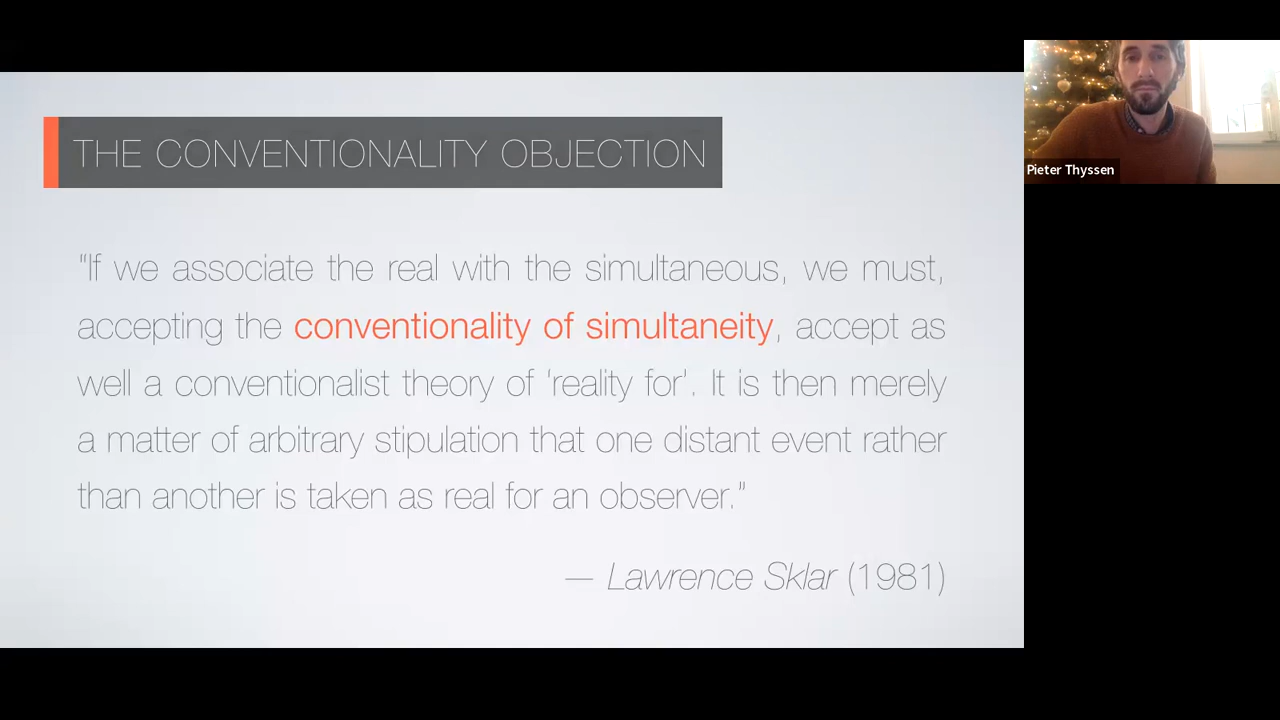 THE CONVENTIONALITY OBJECTION
"If we associate the real with the simultaneous, we must,
accepting the conventionality of simultaneity, accept as
well a conventionalist theory of 'reality for'. It is then merely
a matter of arbitrary stipulation that one distant event rather
than another is taken as real for an observer."
— Lawrence Sklar (1981)
Pieter Thyssen